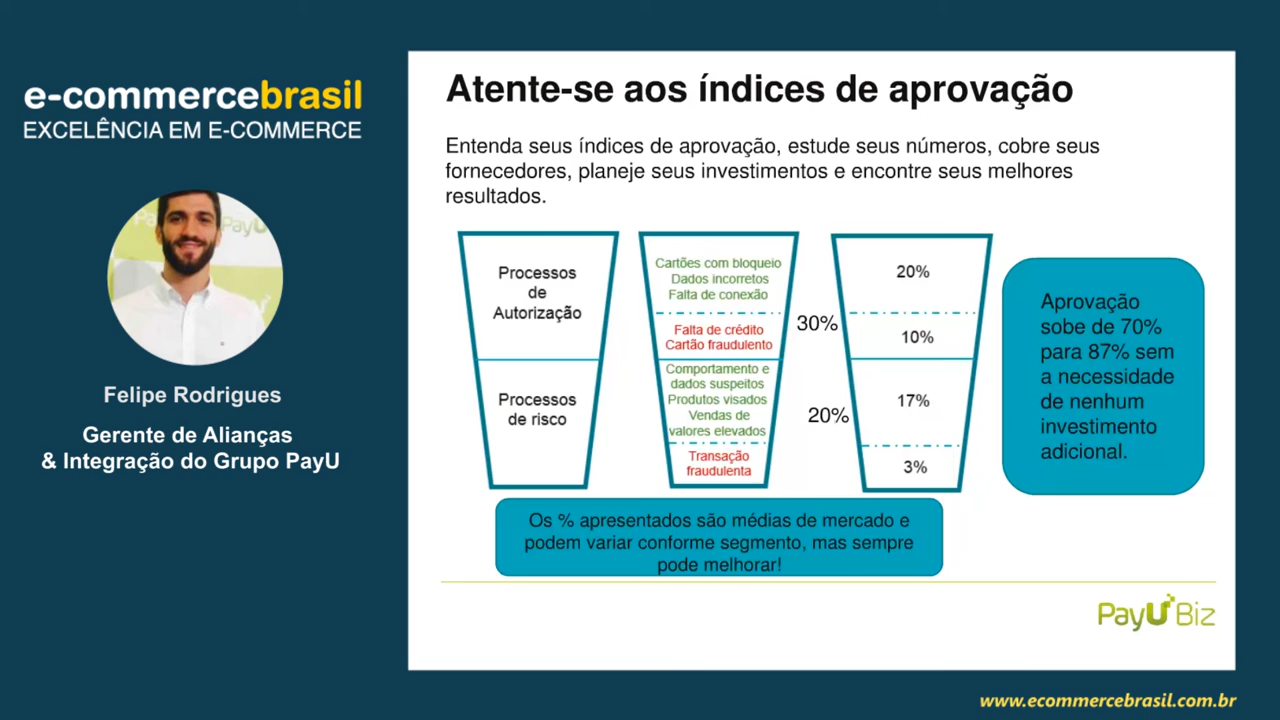 e-commercebrasil
EXCELÊNCIA EM E-COMMERCE
Felipe Rodrigues
Gerente de Alianças
& Integração do Grupo PayU
Atente-se aos índices de aprovação
Entenda seus índices de aprovação, estude seus números, cobre seus
fornecedores, planeje seus investimentos e encontre seus melhores
resultados.
Processos
de
Autorização
Processos
de risco
Cartões com bloqueio
Dados incorretos
Falta de conexão
Falta de crédito
Cartão fraudulento
Comportamento e
dados suspeitos
Produtos visados
Vendas de
valores elevados
Transação
fraudulenta
30%
20%
20%
10%
17%
3%
Aprovação
sobe de 70%
para 87% sem
a necessidade
de nenhum
investimento
adicional.
Os % apresentados são médias de mercado e
podem variar conforme segmento, mas sempre
pode melhorar!
PayU Biz
www.ecommercebrasil.com.br